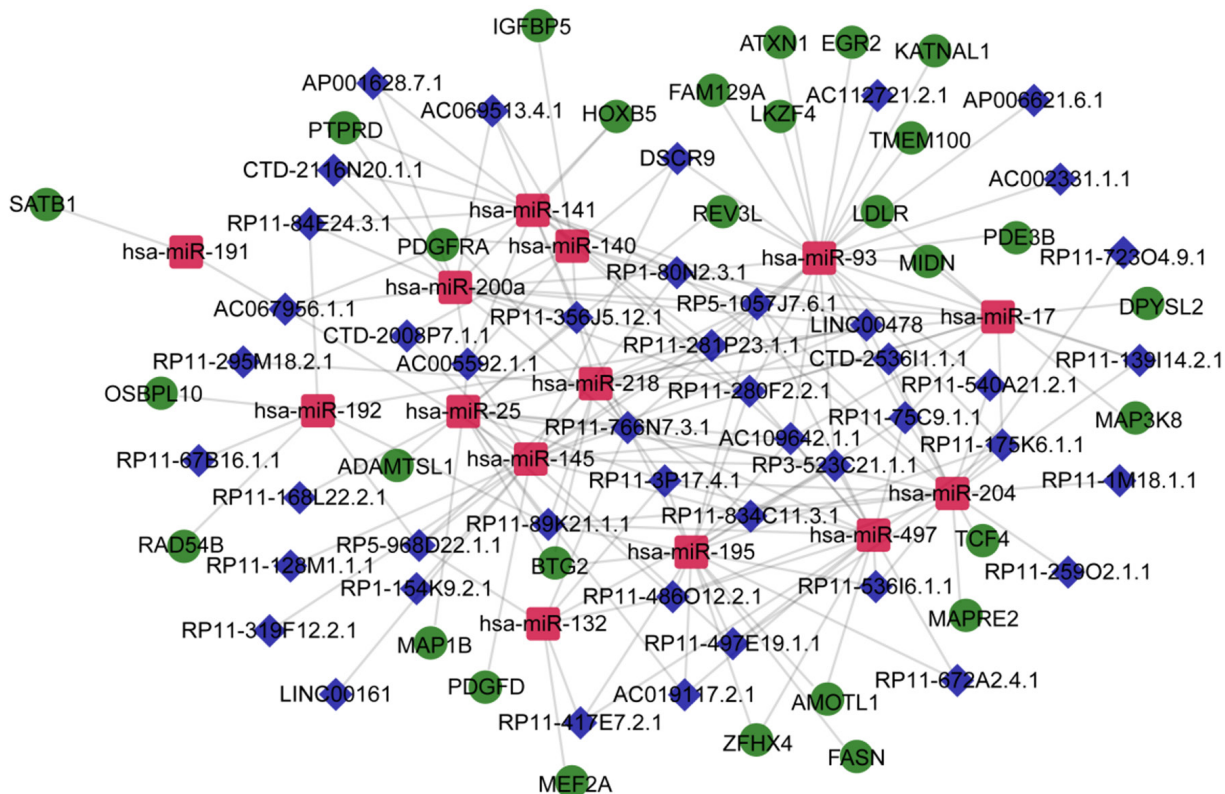 IGFBP5
ATXN1
EGR2
KATNAL1
AP001628.7.1
AC069513.4.1
FAM129A
AC112721.2.1
AP006621.6.1
PTPRD
HOXB5
LKZF4
TMEM100
CTD-2116N20.1.1
DSCR9
AC002331.1.1
SATB1
hsa-miR-141
REV3L
LDLR
RP11-84E24.3.1
PDGFRA
hsa-miR-140
PDE3B
hsa-miR-191
hsa-miR-93
MIDN
RP11-723O4.9.1
RP1-80N2.3.1
hsa-miR-200a
AC067956.1.1
RP5-1057J7.6.1
DPYSL2
RP11-356J5.12.1
LINC00478
hsa-miR-17
CTD-2008P7.1.1
RP11-281P23.1.1
RP11-295M18.2.1
AC005592.1.1
CTD-2536I1.1.1
RP11-139I14.2.1
OSBPL10
hsa-miR-218
RP11-280F2.2.1
RP11-540A21.2.1
hsa-miR-192
hsa-miR-25
RP11-766N7.3.1
RP11-75C9.1.1
MAP3K8
AC109642.1.1
RP11-175K6.1.1
RP11-67B16.1.1
ADAMTSL1
hsa-miR-145
RP3-523C21.1.1
RP11-168L22.2.1
RP11-3P17.4.1
hsa-miR-204
RP11-1M18.1.1
RP11-89K21.1.1
RP11-834C11.3.1
RAD54B
RP5-968D22.1.1
hsa-miR-195
hsa-miR-497
TCF4
RP11-128M1.1.1
BTG2
RP11-259O2.1.1
RP1-154K9.2.1
RP11-486O12.2.1
RP11-536I6.1.1
RP11-319F12.2.1
hsa-miR-132
MAPRE2
MAP1B
RP11-497E19.1.1
LINC00161
PDGFD
AC019117.2.1
RP11-672A2.4.1
AMOTL1
RP11-417E7.2.1
ZFHX4
FASN
MEF2A